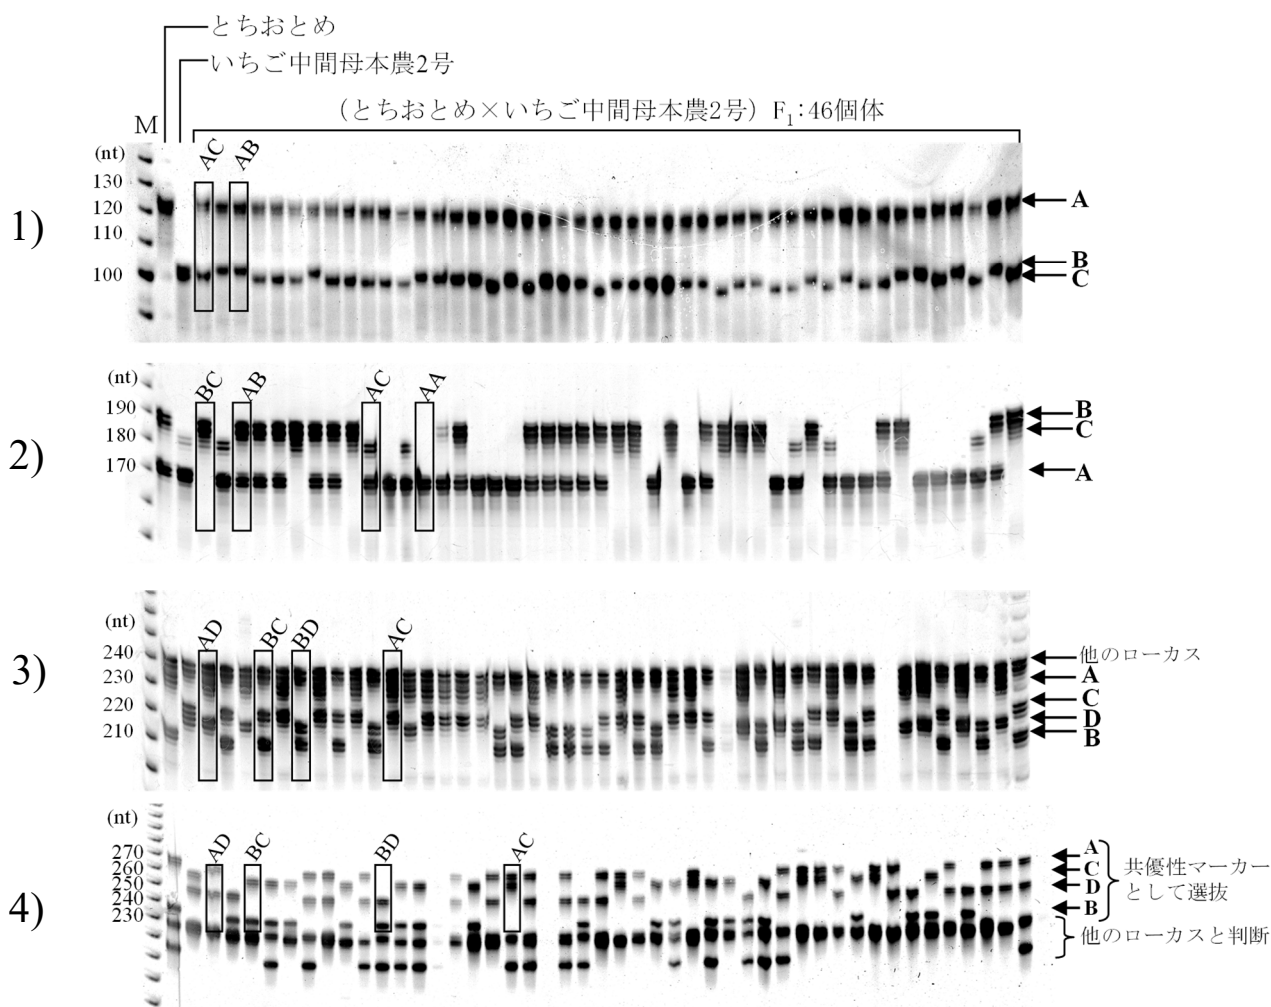 とちおとめ
いちご中間母本農2号
(とちおとめ×いちご中間母本農2号) F1:46個体
M
1)
(nt)
130
120
110
100
AC
AB
A
B
C
2)
(nt)
190
180
170
BC
AB
AC
AA
B
C
A
3)
(nt)
240
230
220
210
AD
BC
BD
AC
他のローカス
A
C
D
B
4)
(nt)
270
260
250
240
230
AD
BC
BD
AC
A
C
D
B
共優性マーカー
として選抜
他のローカスと判断